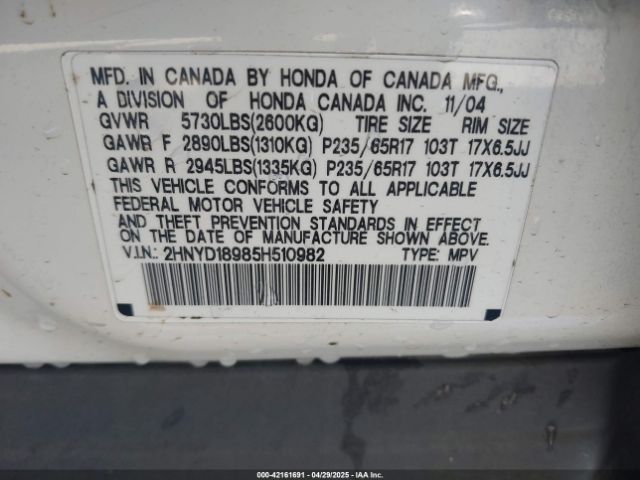 MFD. IN CANADA BY HONDA OF CANADA MFG.,
A DIVISION OF HONDA CANADA INC. 11/04
GVWR 5730LBS(2600KG) TIRE SIZE RIM SIZE
GAWR F 2890LBS(1310KG) P235/65R17 103T 17X6.5JJ
GAWR R 2945LBS(1335KG) P235/65R17 103T 17X6.5JJ
THIS VEHICLE CONFORMS TO ALL APPLICABLE
FEDERAL MOTOR VEHICLE SAFETY
AND THEFT PREVENTION STANDARDS IN EFFECT
ON THE DATE OF MANUFACTURE SHOWN ABOVE.
V.I.N.: 2HNYD18985H510982 TYPE: MPV
000-42161691 - 04/29/2025 - IAA Inc.